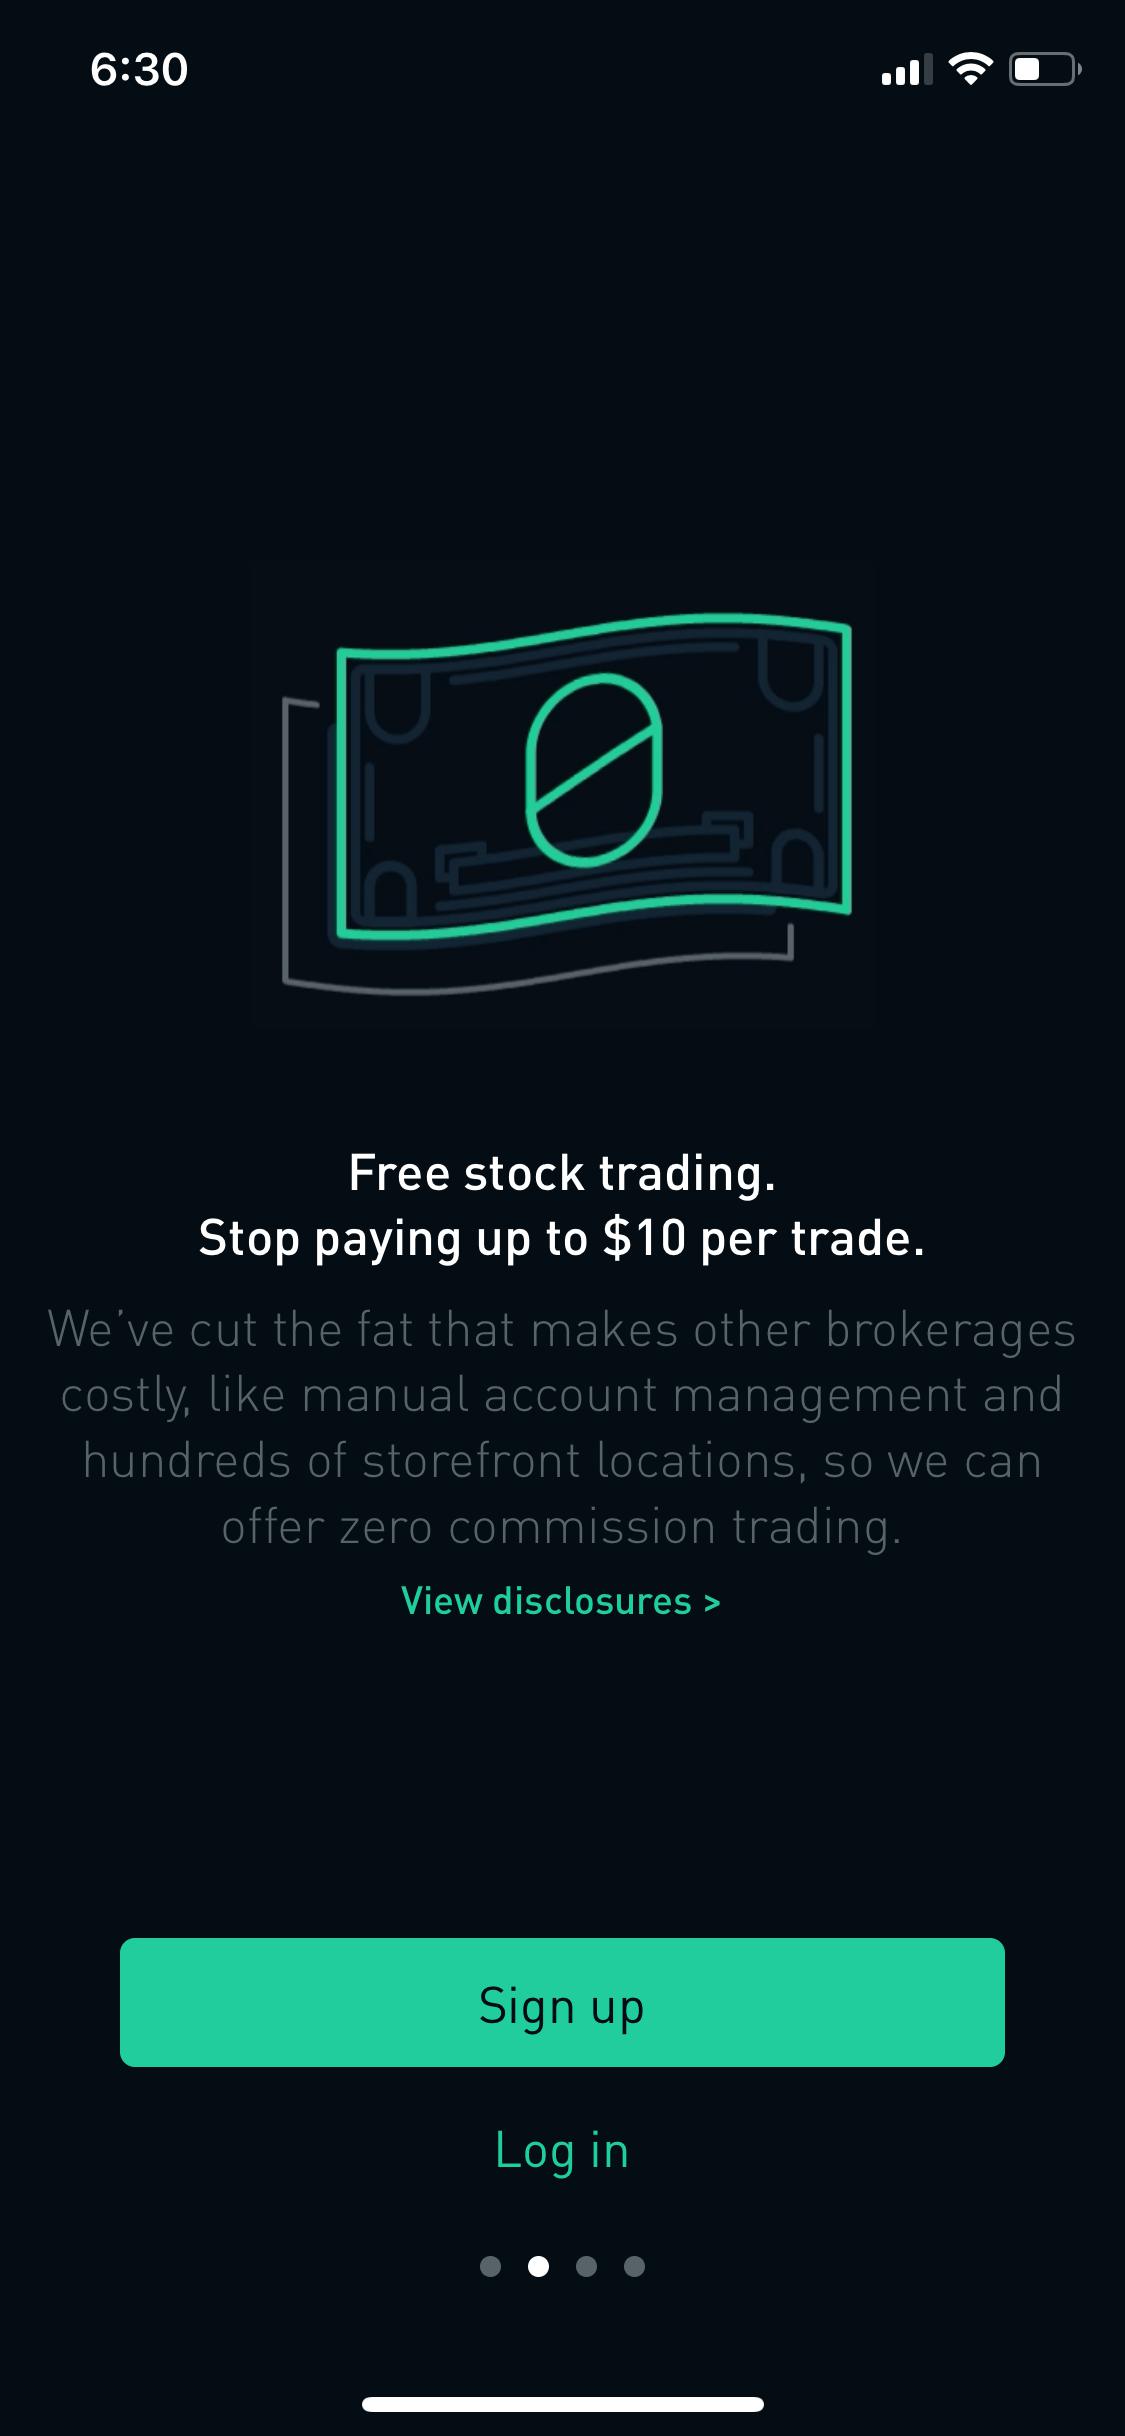 6:30
0
Free stock trading.
Stop paying up to $10 per trade.
We’ve cut the fat that makes other brokerages
costly, like manual account management and
hundreds of storefront locations, so we can
offer zero commission trading.
View disclosures >
Sign up
Log in